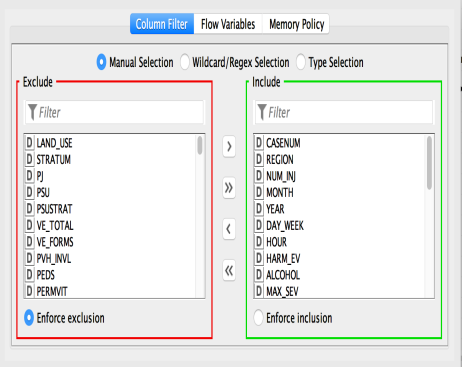 Column Filter Flow Variables Memory Policy
Manual Selection Wildcard/Regex Selection Type Selection
Exclude
Filter
D LAND_USE
D STRATUM
D PJ
D PSU
D PSUSTRAT
D VE_TOTAL
D VE_FORMS
D PVH_INVL
D PEDS
D PERMVIT
Enforce exclusion
>
»
<
«
Include
Filter
D CASENUM
D REGION
D NUM_INJ
D MONTH
D YEAR
D DAY_WEEK
D HOUR
D HARM_EV
D ALCOHOL
D MAX_SEV
Enforce inclusion